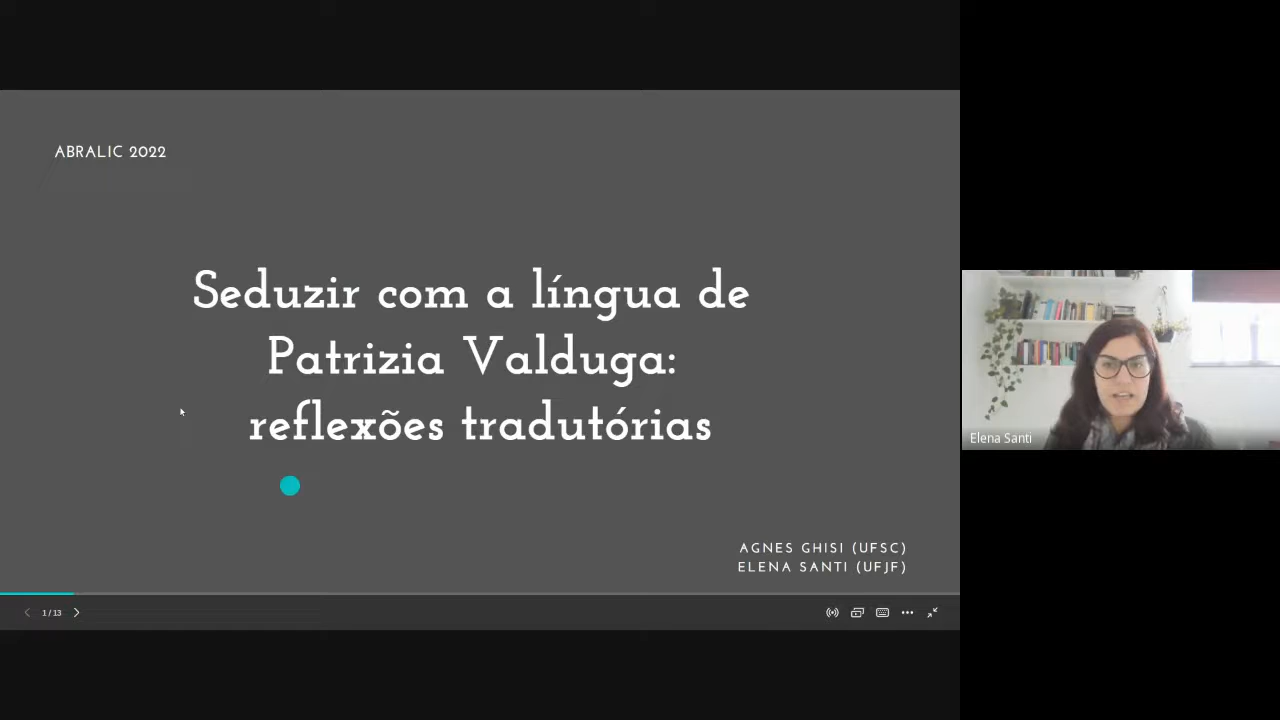 ABRALIC 2022
Seduzir com a língua de
Patrizia Valduga:
reflexões tradutórias
AGNES GHISI (UFSC)
ELENA SANTI (UFJF)
1 / 13
Elena Santi